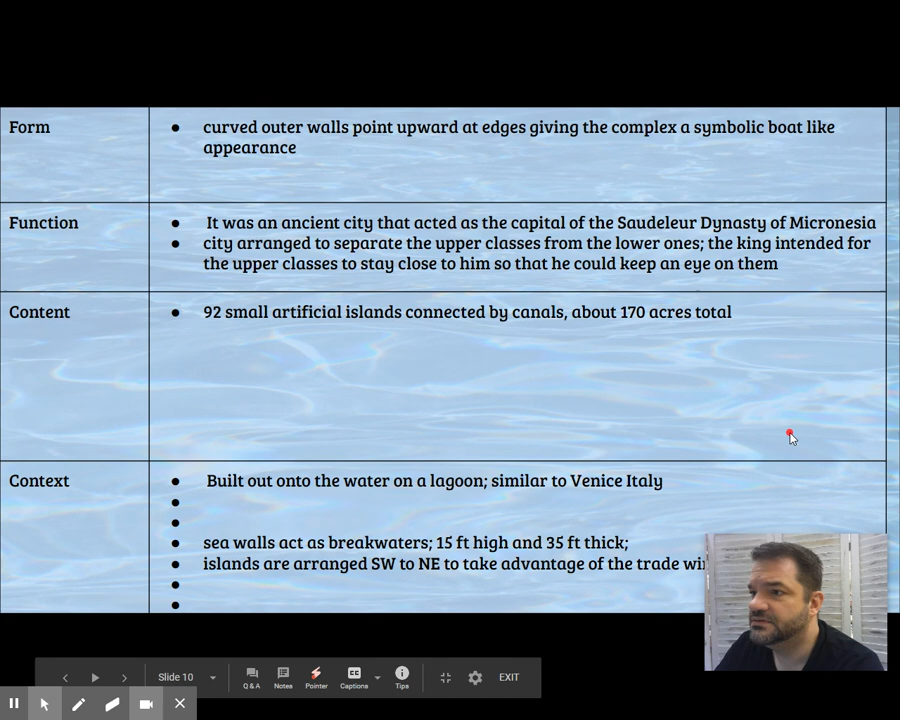 Form
curved outer walls point upward at edges giving the complex a symbolic boat like
appearance
Function
It was an ancient city that acted as the capital of the Saudeleur Dynasty of Micronesia
city arranged to separate the upper classes from the lower ones; the king intended for
the upper classes to stay close to him so that he could keep an eye on them
Content
92 small artificial islands connected by canals, about 170 acres total
Context
Built out onto the water on a lagoon; similar to Venice Italy
sea walls act as breakwaters; 15 ft high and 35 ft thick;
islands are arranged SW to NE to take advantage of the trade
Slide 10
Q & A
Notes
Pointer
Captions
Tips
EXIT